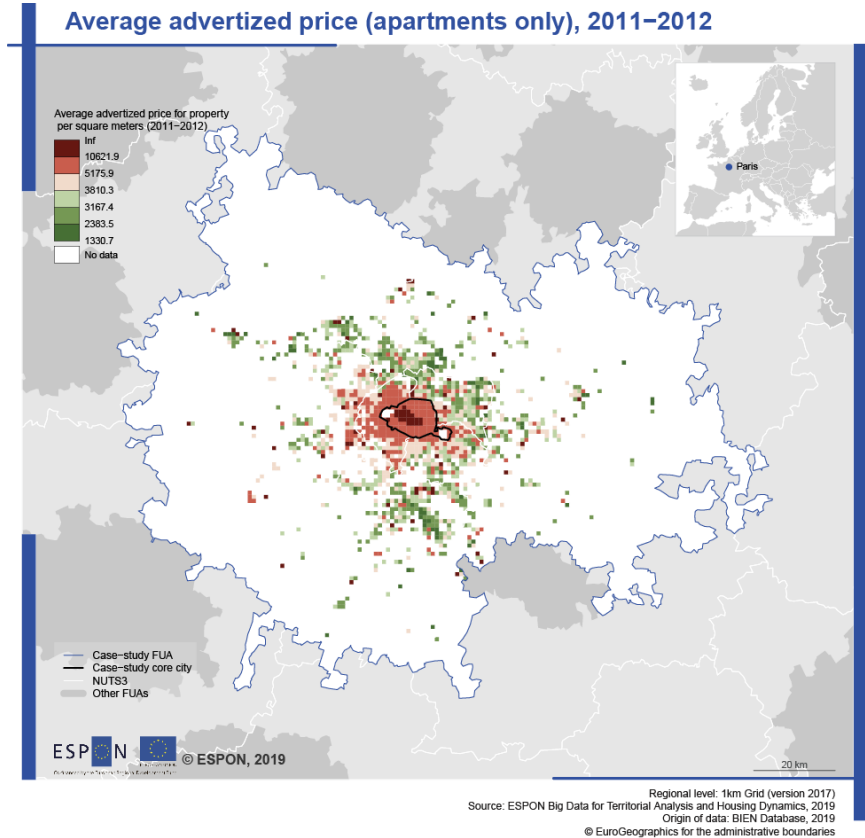 Average advertized price (apartments only), 2011−2012
Average advertized price for property
per square meters (2011−2012)
Inf
10621.9
5175.9
3810.3
3167.4
2383.5
1330.7
No data
Paris
Case−study FUA
Case−study core city
NUTS3
Other FUAs
ESPON
© ESPON, 2019
20 km
Regional level: 1km Grid (version 2017)
Source: ESPON Big Data for Territorial Analysis and Housing Dynamics, 2019
Origin of data: BIEN Database, 2019
© EuroGeographics for the administrative boundaries